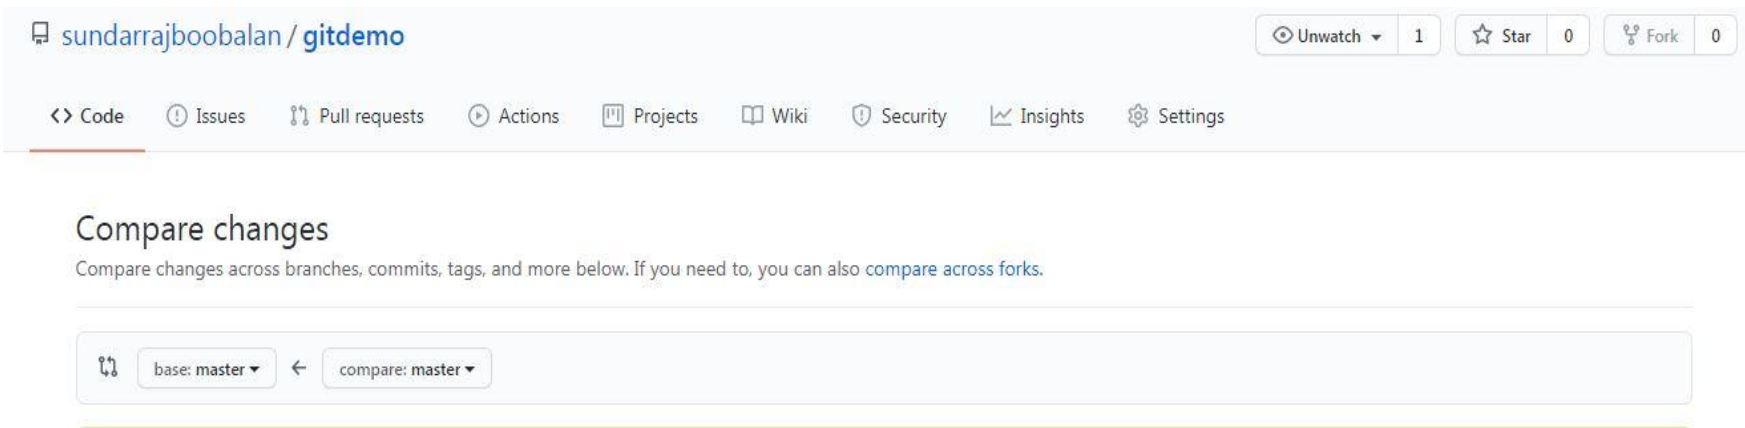 sundarrajboobalan / gitdemo
Unwatch 1 Star 0 Fork 0
Code Issues Pull requests Actions Projects Wiki Security Insights Settings
Compare changes
Compare changes across branches, commits, tags, and more below. If you need to, you can also compare across forks.
base: master compare: master